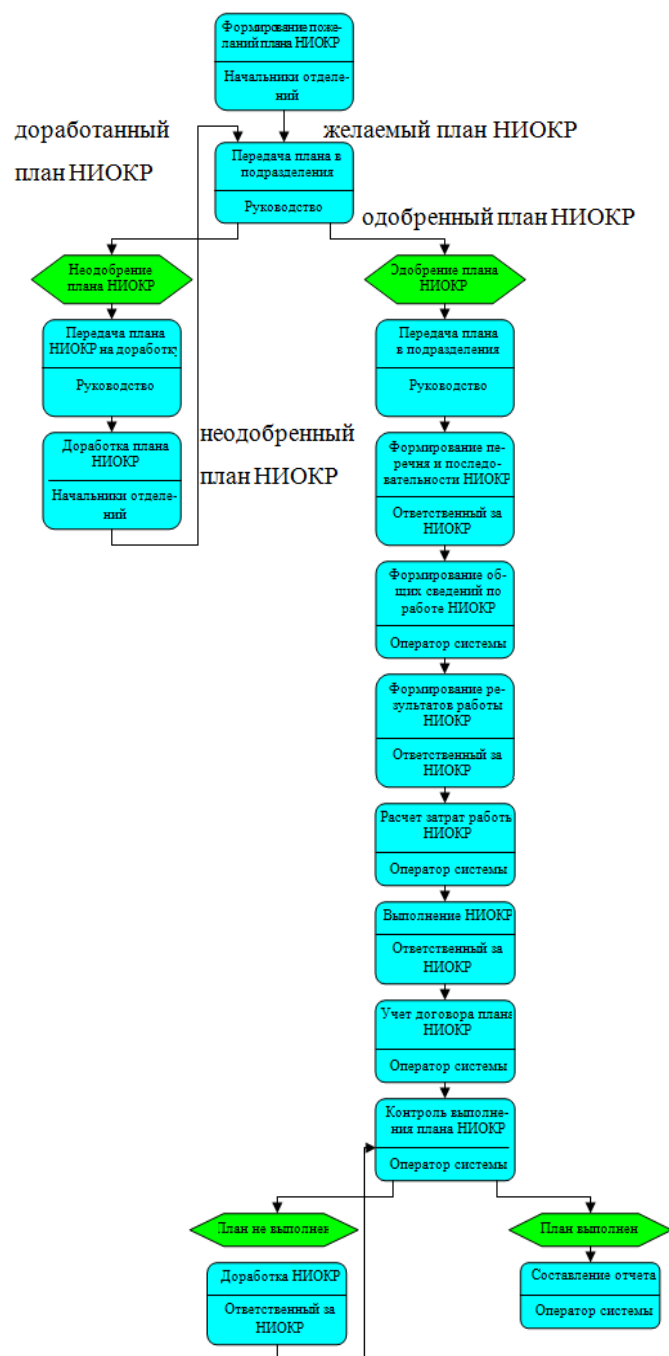 Формирование поже-
ланий плана НИОКР
Начальники отделе-
ний
доработанный
план НИОКР
желаемый план НИОКР
Передача плана в
подразделения
Руководство
одобренный план НИОКР
Неодобрение
плана НИОКР
Одобрение плана
НИОКР
Передача плана
НИОКР на доработку
Руководство
Передача плана
в подразделения
Руководство
Доработка плана
НИОКР
Начальники отделе-
ний
неодобренный
план НИОКР
Формирование пе-
речня и последо-
вательности НИОКР
Ответственный за
НИОКР
Формирование об-
щих сведений по
работе НИОКР
Оператор системы
Формирование ре-
зультатов работы
НИОКР
Ответственный за
НИОКР
Расчет затрат работы
НИОКР
Оператор системы
Выполнение НИОКР
Ответственный за
НИОКР
Учет договора плана
НИОКР
Оператор системы
Контроль выполне-
ния плана НИОКР
Оператор системы
План не выполнен
План выполнен
Доработка НИОКР
Ответственный за
НИОКР
Составление отчета
Оператор системы